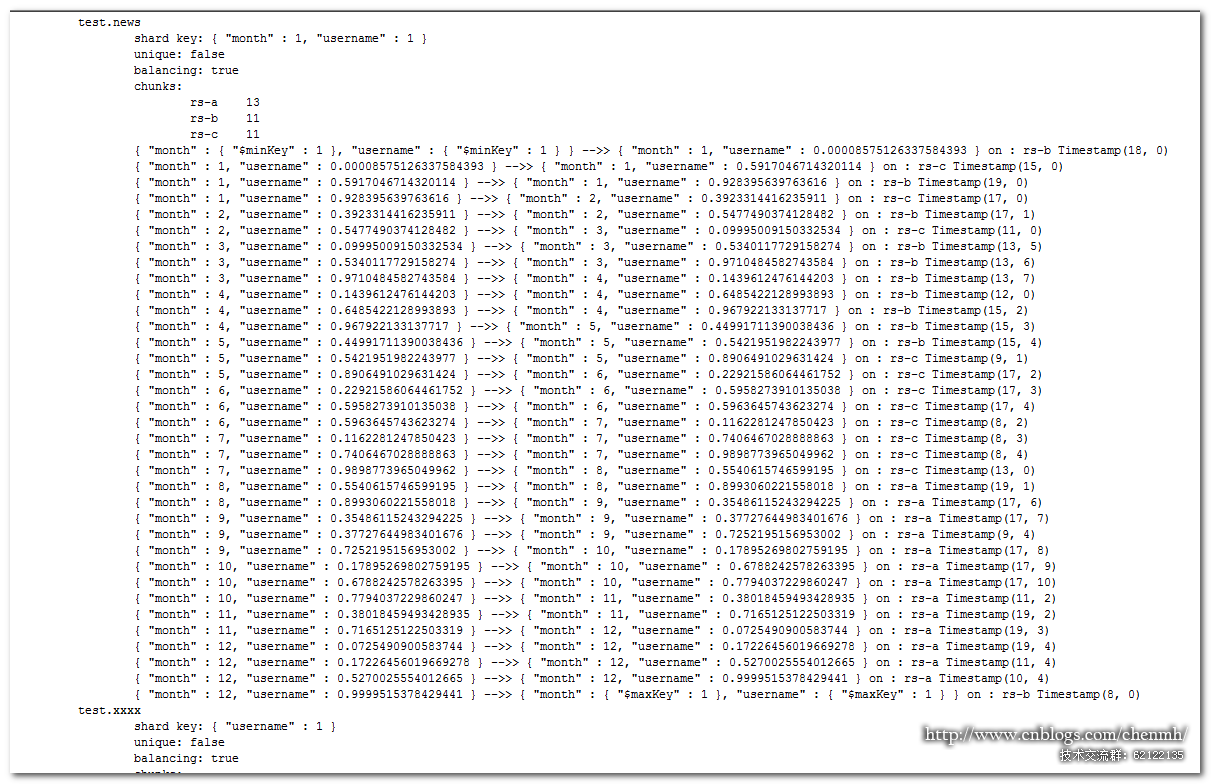 test.news
shard key: { "month" : 1, "username" : 1 }
unique: false
balancing: true
chunks:
rs-a 13
rs-b 11
rs-c 11
{ "month" : { "$minKey" : 1 }, "username" : { "$minKey" : 1 } } -->> { "month" : 1, "username" : 0.00008575126337584393 } on : rs-b Timestamp(18, 0)
{ "month" : 1, "username" : 0.00008575126337584393 } -->> { "month" : 1, "username" : 0.5917046714320114 } on : rs-c Timestamp(15, 0)
{ "month" : 1, "username" : 0.5917046714320114 } -->> { "month" : 1, "username" : 0.928395639763616 } on : rs-b Timestamp(19, 0)
{ "month" : 1, "username" : 0.928395639763616 } -->> { "month" : 2, "username" : 0.3923314416235911 } on : rs-c Timestamp(17, 0)
{ "month" : 2, "username" : 0.3923314416235911 } -->> { "month" : 2, "username" : 0.5477490374128482 } on : rs-b Timestamp(17, 1)
{ "month" : 2, "username" : 0.5477490374128482 } -->> { "month" : 3, "username" : 0.09995009150332534 } on : rs-c Timestamp(11, 0)
{ "month" : 3, "username" : 0.09995009150332534 } -->> { "month" : 3, "username" : 0.5340117729158274 } on : rs-b Timestamp(13, 5)
{ "month" : 3, "username" : 0.5340117729158274 } -->> { "month" : 3, "username" : 0.9710484582743584 } on : rs-b Timestamp(13, 6)
{ "month" : 3, "username" : 0.9710484582743584 } -->> { "month" : 4, "username" : 0.1439612476144203 } on : rs-b Timestamp(13, 7)
{ "month" : 4, "username" : 0.1439612476144203 } -->> { "month" : 4, "username" : 0.6485422128993893 } on : rs-b Timestamp(12, 0)
{ "month" : 4, "username" : 0.6485422128993893 } -->> { "month" : 4, "username" : 0.967922133137717 } on : rs-b Timestamp(15, 2)
{ "month" : 4, "username" : 0.967922133137717 } -->> { "month" : 5, "username" : 0.44991711390038436 } on : rs-b Timestamp(15, 3)
{ "month" : 5, "username" : 0.44991711390038436 } -->> { "month" : 5, "username" : 0.5421951982243977 } on : rs-b Timestamp(15, 4)
{ "month" : 5, "username" : 0.5421951982243977 } -->> { "month" : 5, "username" : 0.8906491029631424 } on : rs-c Timestamp(9, 1)
{ "month" : 5, "username" : 0.8906491029631424 } -->> { "month" : 6, "username" : 0.22921586064461752 } on : rs-c Timestamp(17, 2)
{ "month" : 6, "username" : 0.22921586064461752 } -->> { "month" : 6, "username" : 0.5958273910135038 } on : rs-c Timestamp(17, 3)
{ "month" : 6, "username" : 0.5958273910135038 } -->> { "month" : 6, "username" : 0.5963645743623274 } on : rs-c Timestamp(17, 4)
{ "month" : 6, "username" : 0.5963645743623274 } -->> { "month" : 7, "username" : 0.1162281247850423 } on : rs-c Timestamp(8, 2)
{ "month" : 7, "username" : 0.1162281247850423 } -->> { "month" : 7, "username" : 0.7406467028888863 } on : rs-c Timestamp(8, 3)
{ "month" : 7, "username" : 0.7406467028888863 } -->> { "month" : 7, "username" : 0.9898773965049962 } on : rs-c Timestamp(8, 4)
{ "month" : 7, "username" : 0.9898773965049962 } -->> { "month" : 8, "username" : 0.5540615746599195 } on : rs-c Timestamp(13, 0)
{ "month" : 8, "username" : 0.5540615746599195 } -->> { "month" : 8, "username" : 0.8993060221558018 } on : rs-a Timestamp(19, 1)
{ "month" : 8, "username" : 0.8993060221558018 } -->> { "month" : 9, "username" : 0.35486115243294225 } on : rs-a Timestamp(17, 6)
{ "month" : 9, "username" : 0.35486115243294225 } -->> { "month" : 9, "username" : 0.37727644983401676 } on : rs-a Timestamp(17, 7)
{ "month" : 9, "username" : 0.37727644983401676 } -->> { "month" : 9, "username" : 0.7252195156953002 } on : rs-a Timestamp(9, 4)
{ "month" : 9, "username" : 0.7252195156953002 } -->> { "month" : 10, "username" : 0.17895269802759195 } on : rs-a Timestamp(17, 8)
{ "month" : 10, "username" : 0.17895269802759195 } -->> { "month" : 10, "username" : 0.6788242578263395 } on : rs-a Timestamp(17, 9)
{ "month" : 10, "username" : 0.6788242578263395 } -->> { "month" : 10, "username" : 0.7794037229860247 } on : rs-a Timestamp(17, 10)
{ "month" : 10, "username" : 0.7794037229860247 } -->> { "month" : 11, "username" : 0.38018459493428935 } on : rs-a Timestamp(11, 2)
{ "month" : 11, "username" : 0.38018459493428935 } -->> { "month" : 11, "username" : 0.7165125122503319 } on : rs-a Timestamp(19, 2)
{ "month" : 11, "username" : 0.7165125122503319 } -->> { "month" : 12, "username" : 0.0725490900583744 } on : rs-a Timestamp(19, 3)
{ "month" : 12, "username" : 0.0725490900583744 } -->> { "month" : 12, "username" : 0.17226456019669278 } on : rs-a Timestamp(19, 4)
{ "month" : 12, "username" : 0.17226456019669278 } -->> { "month" : 12, "username" : 0.5270025554012665 } on : rs-a Timestamp(11, 4)
{ "month" : 12, "username" : 0.5270025554012665 } -->> { "month" : 12, "username" : 0.9999515378429441 } on : rs-a Timestamp(10, 4)
{ "month" : 12, "username" : 0.9999515378429441 } -->> { "month" : { "$maxKey" : 1 }, "username" : { "$maxKey" : 1 } } on : rs-b Timestamp(8, 0)
test.xxxx
shard key: { "username" : 1 }
unique: false
balancing: true
chunks:
http://www.cnblogs.com/chenmh/
技术交流群: 62122135